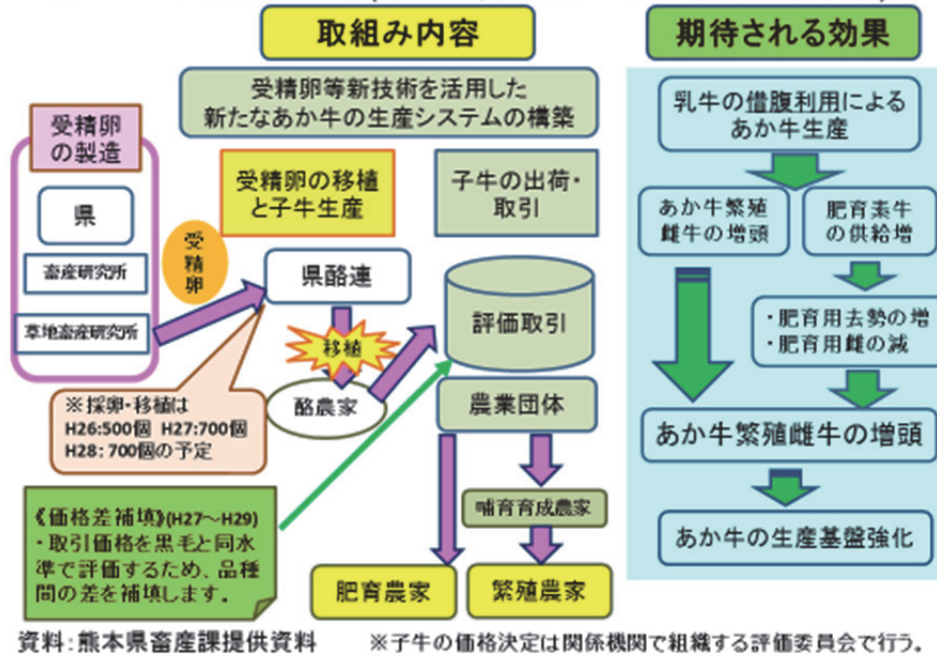 取組み内容
期待される効果
受精卵等新技術を活用した
新たなあか牛の生産システムの構築
受精卵
の製造
県
畜産研究所
草地畜産研究所
受
精
卵
受精卵の移植
と子牛生産
県酪連
移植
酪農家
※採卵・移植は
H26:500個 H27:700個
H28:700個の予定
子牛の出荷・
取引
評価取引
農業団体
哺育育成農家
肥育農家
繁殖農家
《価格差補填》(H27～H29)
・取引価格を黒毛と同水
準で評価するため、品種
間の差を補填します。
乳牛の借腹利用による
あか牛生産
あか牛繁殖
雌牛の増頭
肥育素牛
の供給増
・肥育用去勢の増
・肥育用雌の減
あか牛繁殖雌牛の増頭
あか牛の生産基盤強化
資料:熊本県畜産課提供資料
※子牛の価格決定は関係機関で組織する評価委員会で行う。